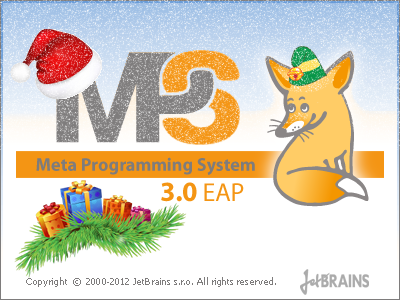 MPS
Meta Programming System
3.0 EAP
Copyright © 2000-2012 JetBrains s.r.o. All rights reserved.
JetBRAINS